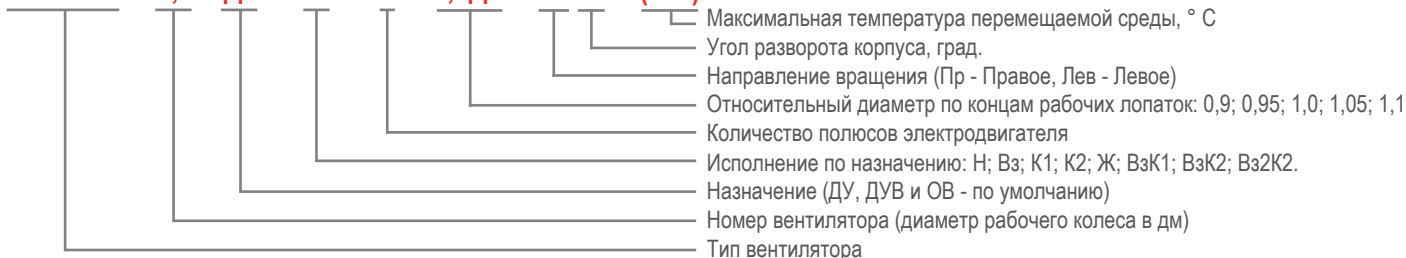 Максимальная температура перемещаемой среды, ° С
Угол разворота корпуса, град.
Направление вращения (Пр - Правое, Лев - Левое)
Относительный диаметр по концам рабочих лопаток: 0,9; 0,95; 1,0; 1,05; 1,1
Количество полюсов электродвигателя
Исполнение по назначению: Н; Вз; К1; К2; Ж; ВзК1; ВзК2; Вз2К2.
Назначение (ДУ, ДУВ и ОВ - по умолчанию)
Номер вентилятора (диаметр рабочего колеса в дм)
Тип вентилятора